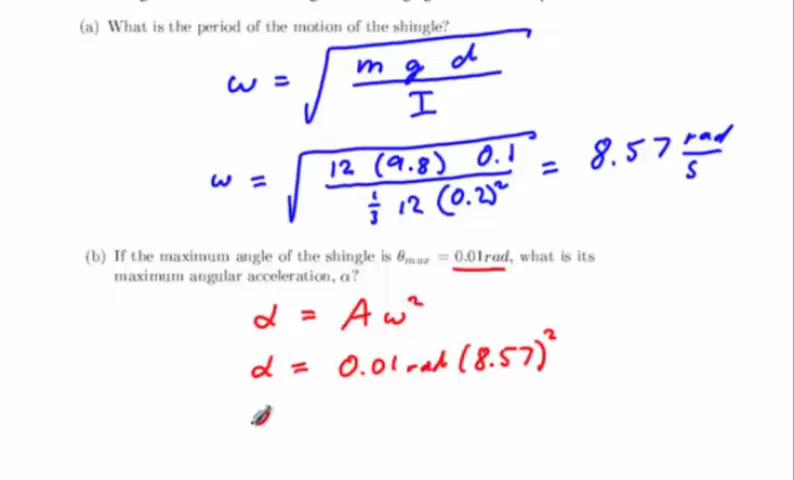 (a) What is the period of the motion of the shingle?
ω = √(m g d / I)
ω = √(12 (9.8) 0.1 / (1/3 12 (0.2)²)) = 8.57 rad/s
(b) If the maximum angle of the shingle is θmax = 0.01rad, what is its
maximum angular acceleration, α?
α = A ω²
α = 0.01 rad (8.57)²